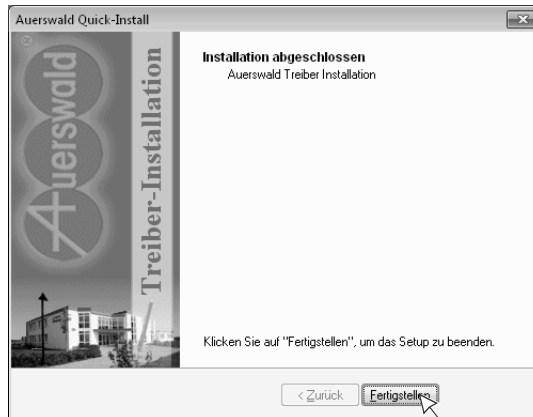 Auerswald Quick-Install
Auerswald
Treiber-Installation
Installation abgeschlossen
Auerswald Treiber Installation
Klicken Sie auf "Fertigstellen", um das Setup zu beenden.
< Zurück
Fertigstellen